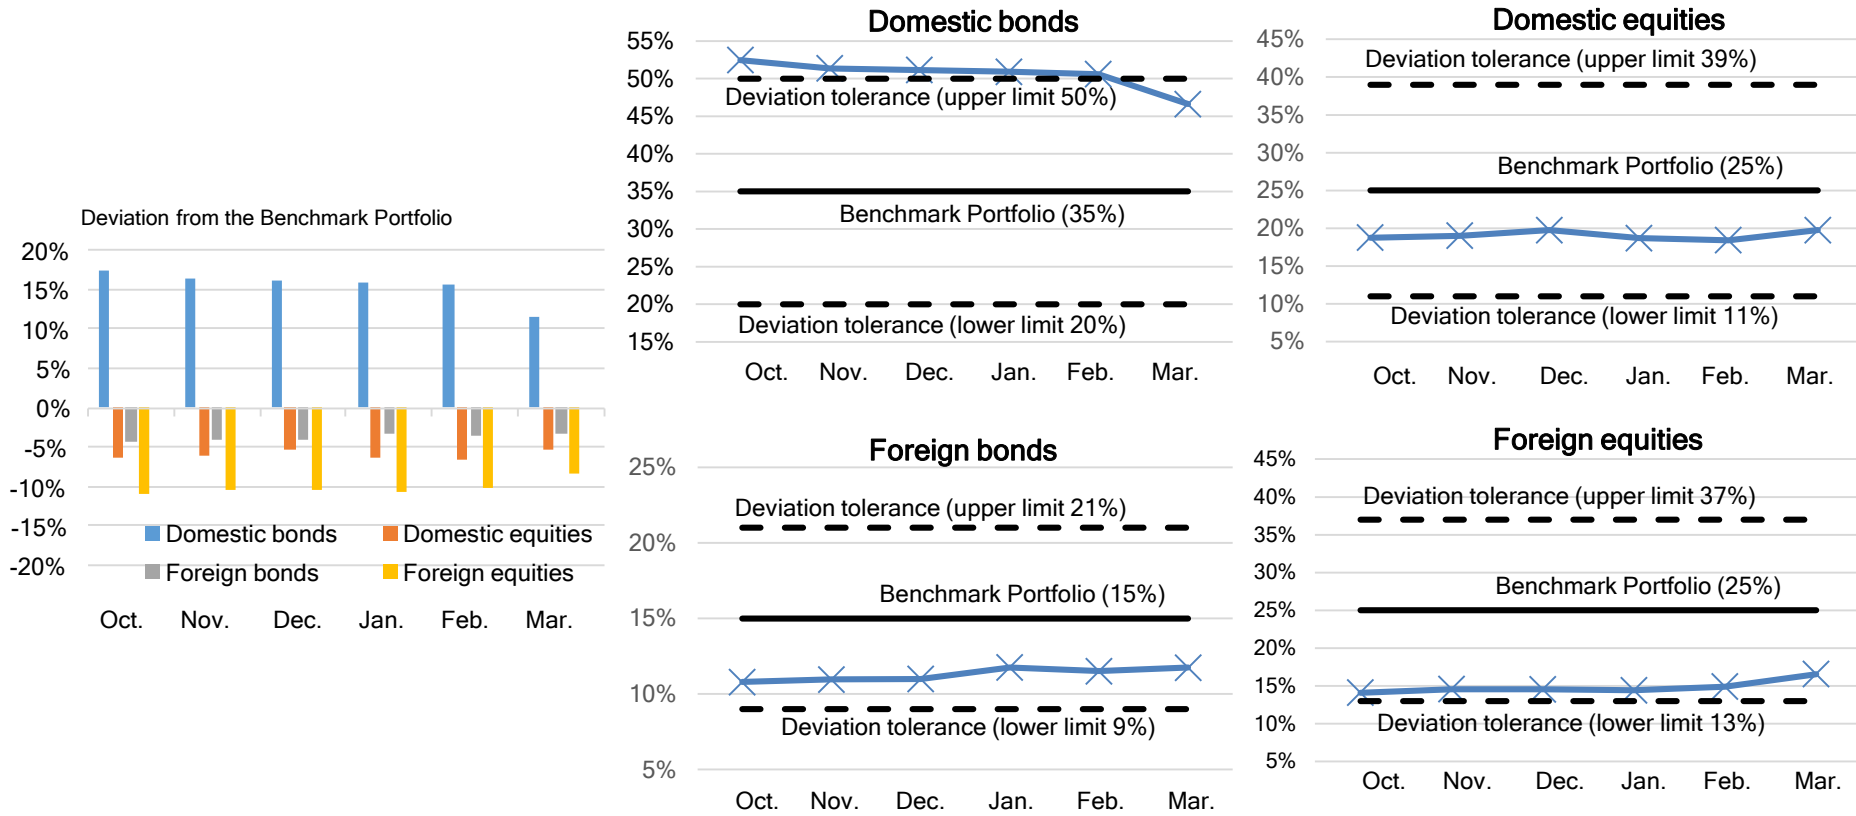 Deviation from the Benchmark Portfolio
20%
15%
10%
5%
0%
-5%
-10%
-15%
-20%
Domestic bonds
Domestic equities
Foreign bonds
Foreign equities
Oct. Nov. Dec. Jan. Feb. Mar.
Domestic bonds
55%
50%
Deviation tolerance (upper limit 50%)
45%
40%
35%
Benchmark Portfolio (35%)
30%
25%
20%
Deviation tolerance (lower limit 20%)
15%
Oct. Nov. Dec. Jan. Feb. Mar.
Domestic equities
45%
Deviation tolerance (upper limit 39%)
40%
35%
30%
Benchmark Portfolio (25%)
25%
20%
15%
10%
Deviation tolerance (lower limit 11%)
5%
Oct. Nov. Dec. Jan. Feb. Mar.
Foreign bonds
25%
Deviation tolerance (upper limit 21%)
20%
Benchmark Portfolio (15%)
15%
10%
Deviation tolerance (lower limit 9%)
5%
Oct. Nov. Dec. Jan. Feb. Mar.
Foreign equities
45%
40%
Deviation tolerance (upper limit 37%)
35%
30%
Benchmark Portfolio (25%)
25%
20%
15%
10%
Deviation tolerance (lower limit 13%)
5%
Oct. Nov. Dec. Jan. Feb. Mar.